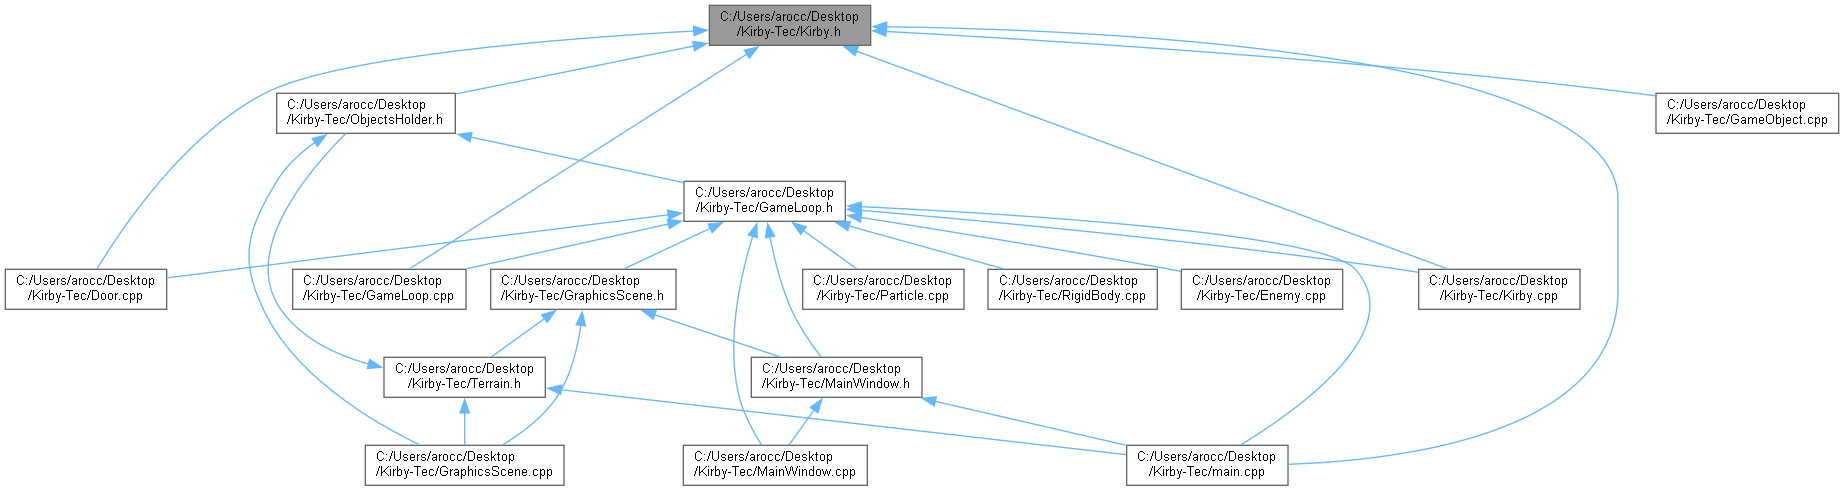 C:/Users/arocc/Desktop
/Kirby-Tec/Kirby.h
C:/Users/arocc/Desktop
/Kirby-Tec/ObjectsHolder.h
C:/Users/arocc/Desktop
/Kirby-Tec/GameObject.cpp
C:/Users/arocc/Desktop
/Kirby-Tec/GameLoop.h
C:/Users/arocc/Desktop
/Kirby-Tec/Door.cpp
C:/Users/arocc/Desktop
/Kirby-Tec/GameLoop.cpp
C:/Users/arocc/Desktop
/Kirby-Tec/GraphicsScene.h
C:/Users/arocc/Desktop
/Kirby-Tec/Particle.cpp
C:/Users/arocc/Desktop
/Kirby-Tec/RigidBody.cpp
C:/Users/arocc/Desktop
/Kirby-Tec/Enemy.cpp
C:/Users/arocc/Desktop
/Kirby-Tec/Kirby.cpp
C:/Users/arocc/Desktop
/Kirby-Tec/Terrain.h
C:/Users/arocc/Desktop
/Kirby-Tec/MainWindow.h
C:/Users/arocc/Desktop
/Kirby-Tec/GraphicsScene.cpp
C:/Users/arocc/Desktop
/Kirby-Tec/MainWindow.cpp
C:/Users/arocc/Desktop
/Kirby-Tec/main.cpp